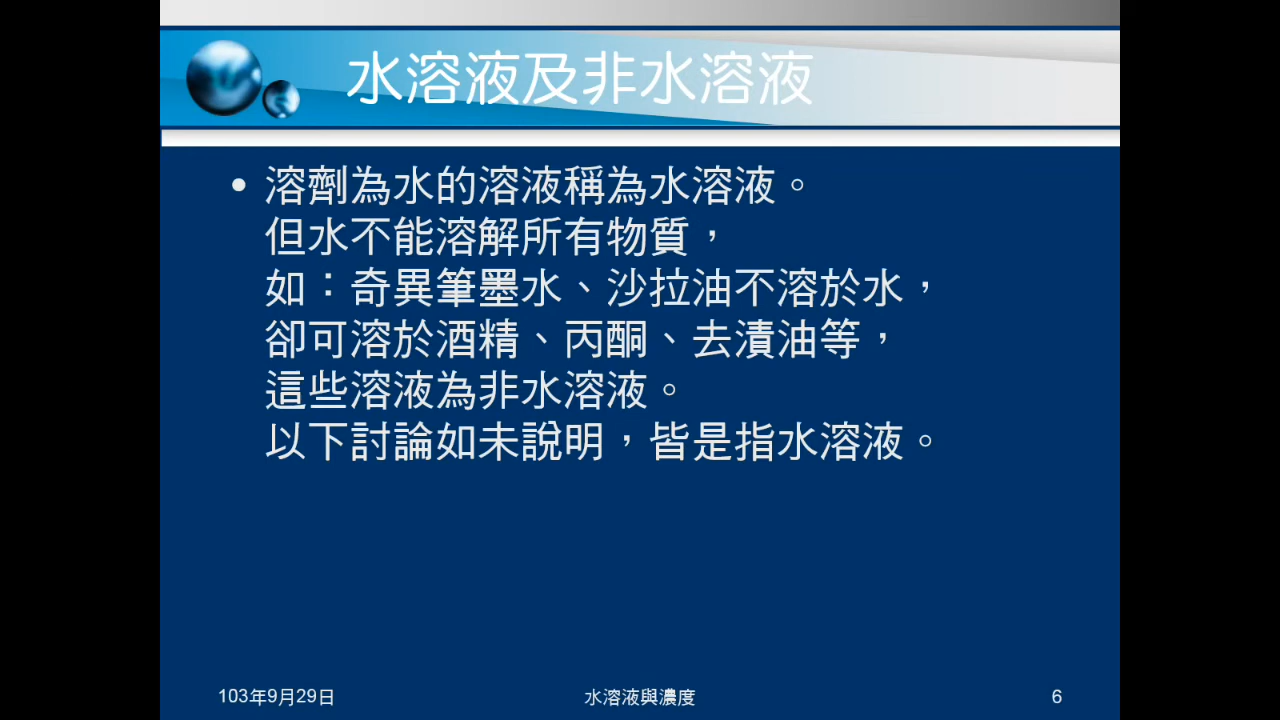 水溶液及非水溶液
• 溶劑為水的溶液稱為水溶液。
但水不能溶解所有物質，
如：奇異筆墨水、沙拉油不溶於水，
卻可溶於酒精、丙酮、去漬油等，
這些溶液為非水溶液。
以下討論如未說明，皆是指水溶液。
103年9月29日
水溶液與濃度
6